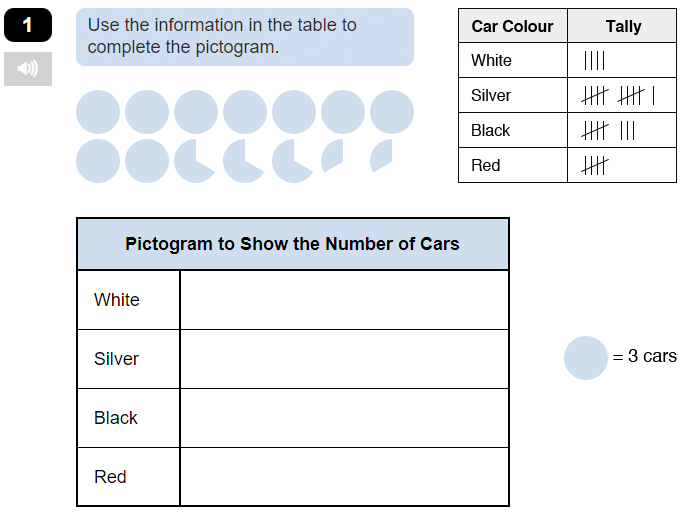 1
Use the information in the table to
complete the pictogram.
Car Colour Tally
White
Silver
Black
Red
Pictogram to Show the Number of Cars
White
Silver
Black
Red
= 3 cars